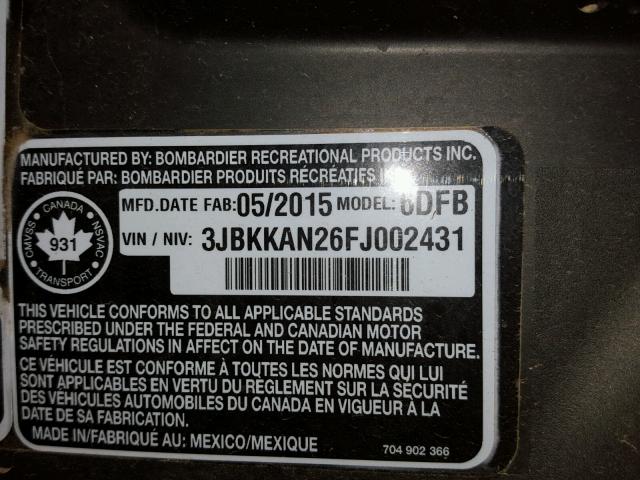 MANUFACTURED BY: BOMBARDIER RECREATIONAL PRODUCTS INC.
FABRIQUÉ PAR: BOMBARDIER PRODUITS RÉCRÉATIFS INC.
MFD.DATE FAB: 05/2015 MODEL: 6DFB
VIN / NIV: 3JBKKAN26FJ002431
CANADA
CMVSS 931 NSVAC
TRANSPORT
THIS VEHICLE CONFORMS TO ALL APPLICABLE STANDARDS
PRESCRIBED UNDER THE FEDERAL AND CANADIAN MOTOR
SAFETY REGULATIONS IN AFFECT ON THE DATE OF MANUFACTURE.
CE VÉHICULE EST CONFORME À TOUTES LES NORMES QUI LUI
SONT APPLICABLES EN VERTU DU RÈGLEMENT SUR LA SÉCURITÉ
DES VÉHICULES AUTOMOBILES DU CANADA EN VIGUEUR À LA
DATE DE SA FABRICATION.
MADE IN/FABRIQUÉ AU: MEXICO/MEXIQUE
704 902 366